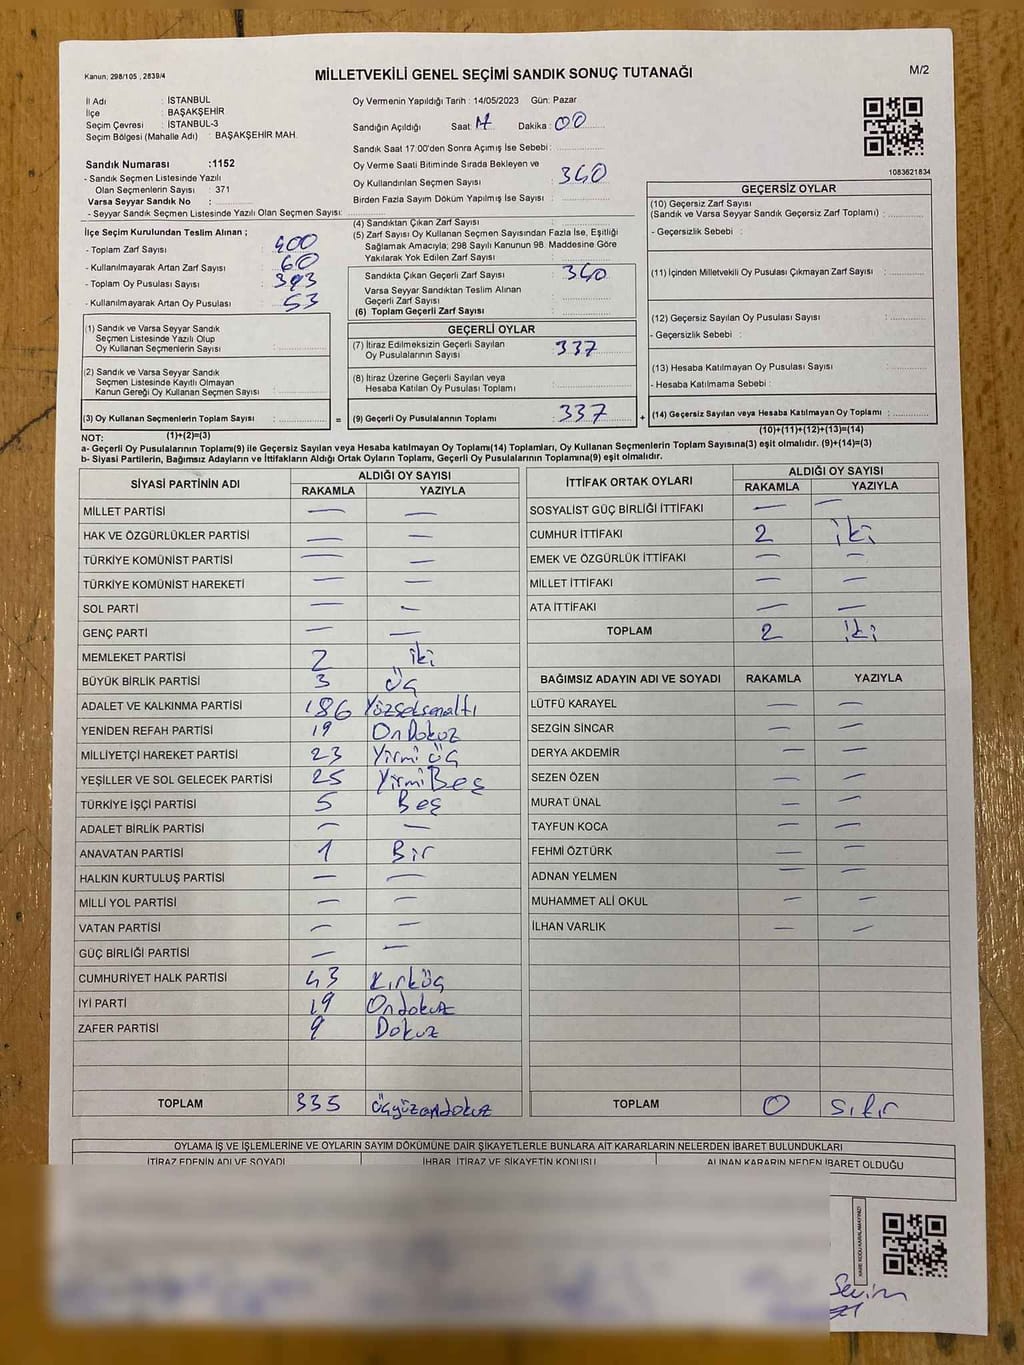 Kanun; 298/105 , 2839/4
MİLLETVEKİLİ GENEL SEÇİMİ SANDIK SONUÇ TUTANAĞI
M/2
İl Adı : İSTANBUL
İlçe : BAŞAKŞEHİR
Seçim Çevresi : İSTANBUL-3
Seçim Bölgesi (Mahalle Adı) : BAŞAKŞEHİR MAH.
Sandık Numarası :1152
- Sandık Seçmen Listesinde Yazılı
Olan Seçmenlerin Sayısı : 371
Varsa Seyyar Sandık No :
- Seyyar Sandık Seçmen Listesinde Yazılı Olan Seçmen Sayısı:
Oy Vermenin Yapıldığı Tarih : 14/05/2023 Gün: Pazar
Sandığın Açıldığı Saat: 17 Dakika : 00
Sandık Saat 17:00'den Sonra Açımış İse Sebebi :
Oy Verme Saati Bitiminde Sırada Bekleyen ve
Oy Kullandırılan Seçmen Sayısı : 340
Birden Fazla Sayım Döküm Yapılmış İse Sayısı :
1083621834
İlçe Seçim Kurulundan Teslim Alınan ;
- Toplam Zarf Sayısı : 400
- Kullanılmayarak Artan Zarf Sayısı : 60
- Toplam Oy Pusulası Sayısı : 393
- Kullanılmayarak Artan Oy Pusulası : 53
(4) Sandıktan Çıkan Zarf Sayısı :
(5) Zarf Sayısı Oy Kullanan Seçmen Sayısından Fazla İse, Eşitliği
Sağlamak Amacıyla; 298 Sayılı Kanunun 98. Maddesine Göre
Yakılarak Yok Edilen Zarf Sayısı :
Sandıkta Çıkan Geçerli Zarf Sayısı : 340
Varsa Seyyar Sandıktan Teslim Alınan
Geçerli Zarf Sayısı :
(6) Toplam Geçerli Zarf Sayısı :
GEÇERSİZ OYLAR
(10) Geçersiz Zarf Sayısı
(Sandık ve Varsa Seyyar Sandık Geçersiz Zarf Toplamı) :
- Geçersizlik Sebebi :
(11) İçinden Milletvekili Oy Pusulası Çıkmayan Zarf Sayısı :
(12) Geçersiz Sayılan Oy Pusulası Sayısı :
- Geçersizlik Sebebi :
(13) Hesaba Katılmayan Oy Pusulası Sayısı :
- Hesaba Katılmama Sebebi :
(14) Geçersiz Sayılan veya Hesaba Katılmayan Oy Toplamı :
(10)+(11)+(12)+(13)=(14)
(1) Sandık ve Varsa Seyyar Sandık
Seçmen Listesinde Yazılı Olup
Oy Kullanan Seçmenlerin Sayısı :
(2) Sandık ve Varsa Seyyar Sandık
Seçmen Listesinde Kayıtlı Olmayan
Kanun Gereği Oy Kullanan Seçmen Sayısı :
(3) Oy Kullanan Seçmenlerin Toplam Sayısı : =
(1)+(2)=(3)
GEÇERLİ OYLAR
(7) İtiraz Edilmeksizin Geçerli Sayılan
Oy Pusulalarının Sayısı : 337
(8) İtiraz Üzerine Geçerli Sayılan veya
Hesaba Katılan Oy Pusulası Toplamı :
(9) Geçerli Oy Pusulalarının Toplamı : 337 +
NOT:
a- Geçerli Oy Pusulalarının Toplamı(9) ile Geçersiz Sayılan veya Hesaba katılmayan Oy Toplamı(14) Toplamları, Oy Kullanan Seçmenlerin Toplam Sayısına(3) eşit olmalıdır. (9)+(14)=(3)
b- Siyasi Partilerin, Bağımsız Adayların ve İttifakların Aldığı Ortak Oyların Toplamı, Geçerli Oy Pusulalarının Toplamına(9) eşit olmalıdır.
SİYASİ PARTİNİN ADI ALDIĞI OY SAYISI
RAKAMLA YAZIYLA
MİLLET PARTİSİ — —
HAK VE ÖZGÜRLÜKLER PARTİSİ — —
TÜRKİYE KOMÜNİST PARTİSİ — —
TÜRKİYE KOMÜNİST HAREKETİ — —
SOL PARTİ — —
GENÇ PARTİ — —
MEMLEKET PARTİSİ 2 iki
BÜYÜK BİRLİK PARTİSİ 3 üç
ADALET VE KALKINMA PARTİSİ 186 Yüzseksenaltı
YENİDEN REFAH PARTİSİ 19 OnDokuz
MİLLİYETÇİ HAREKET PARTİSİ 23 Yirmi üç
YEŞİLLER VE SOL GELECEK PARTİSİ 25 YirmiBeş
TÜRKİYE İŞÇİ PARTİSİ 5 Beş
ADALET BİRLİK PARTİSİ — —
ANAVATAN PARTİSİ 1 Bir
HALKIN KURTULUŞ PARTİSİ — —
MİLLİ YOL PARTİSİ — —
VATAN PARTİSİ — —
GÜÇ BİRLİĞİ PARTİSİ — —
CUMHURİYET HALK PARTİSİ 43 Kırküç
İYİ PARTİ 19 Ondokuz
ZAFER PARTİSİ 9 Dokuz
TOPLAM 335 üçyüzondokuz
İTTİFAK ORTAK OYLARI ALDIĞI OY SAYISI
RAKAMLA YAZIYLA
SOSYALİST GÜÇ BİRLİĞİ İTTİFAKI — —
CUMHUR İTTİFAKI 2 iki
EMEK VE ÖZGÜRLÜK İTTİFAKI — —
MİLLET İTTİFAKI — —
ATA İTTİFAKI — —
TOPLAM 2 iki
BAĞIMSIZ ADAYIN ADI VE SOYADI RAKAMLA YAZIYLA
LÜTFÜ KARAYEL — —
SEZGİN SİNCAR — —
DERYA AKDEMİR — —
SEZEN ÖZEN — —
MURAT ÜNAL — —
TAYFUN KOCA — —
FEHMİ ÖZTÜRK — —
ADNAN YELMEN — —
MUHAMMET ALİ OKUL — —
İLHAN VARLIK — —
TOPLAM 0 Sıfır
OYLAMA İŞ VE İŞLEMLERİNE VE OYLARIN SAYIM DÖKÜMÜNE DAİR ŞİKAYETLERLE BUNLARA AİT KARARLARIN NELERDEN İBARET BULUNDUKLARI
İTİRAZ EDENİN ADI VE SOYADI İHBAR, İTİRAZ VE ŞİKAYETİN KONUSU ALINAN KARARIN NEDEN İBARET OLDUĞU
KARE KODU KARALAMAYINIZ!
Sevim